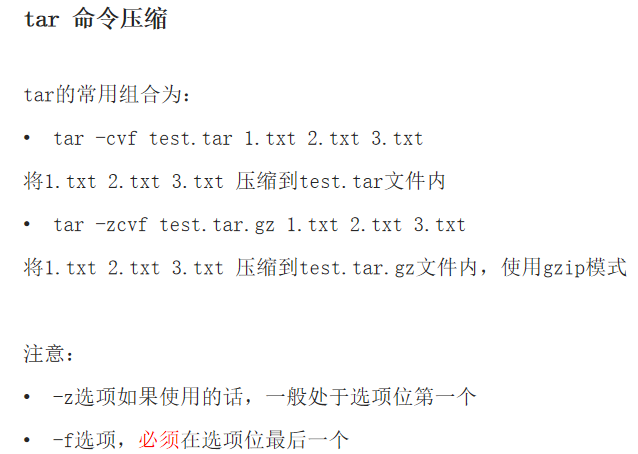 tar 命令压缩
tar的常用组合为:
• tar -cvf test.tar 1.txt 2.txt 3.txt
将1.txt 2.txt 3.txt 压缩到test.tar文件内
• tar -zcvf test.tar.gz 1.txt 2.txt 3.txt
将1.txt 2.txt 3.txt 压缩到test.tar.gz文件内，使用gzip模式
注意:
• -z选项如果使用的话，一般处于选项位第一个
• -f选项，必须在选项位最后一个